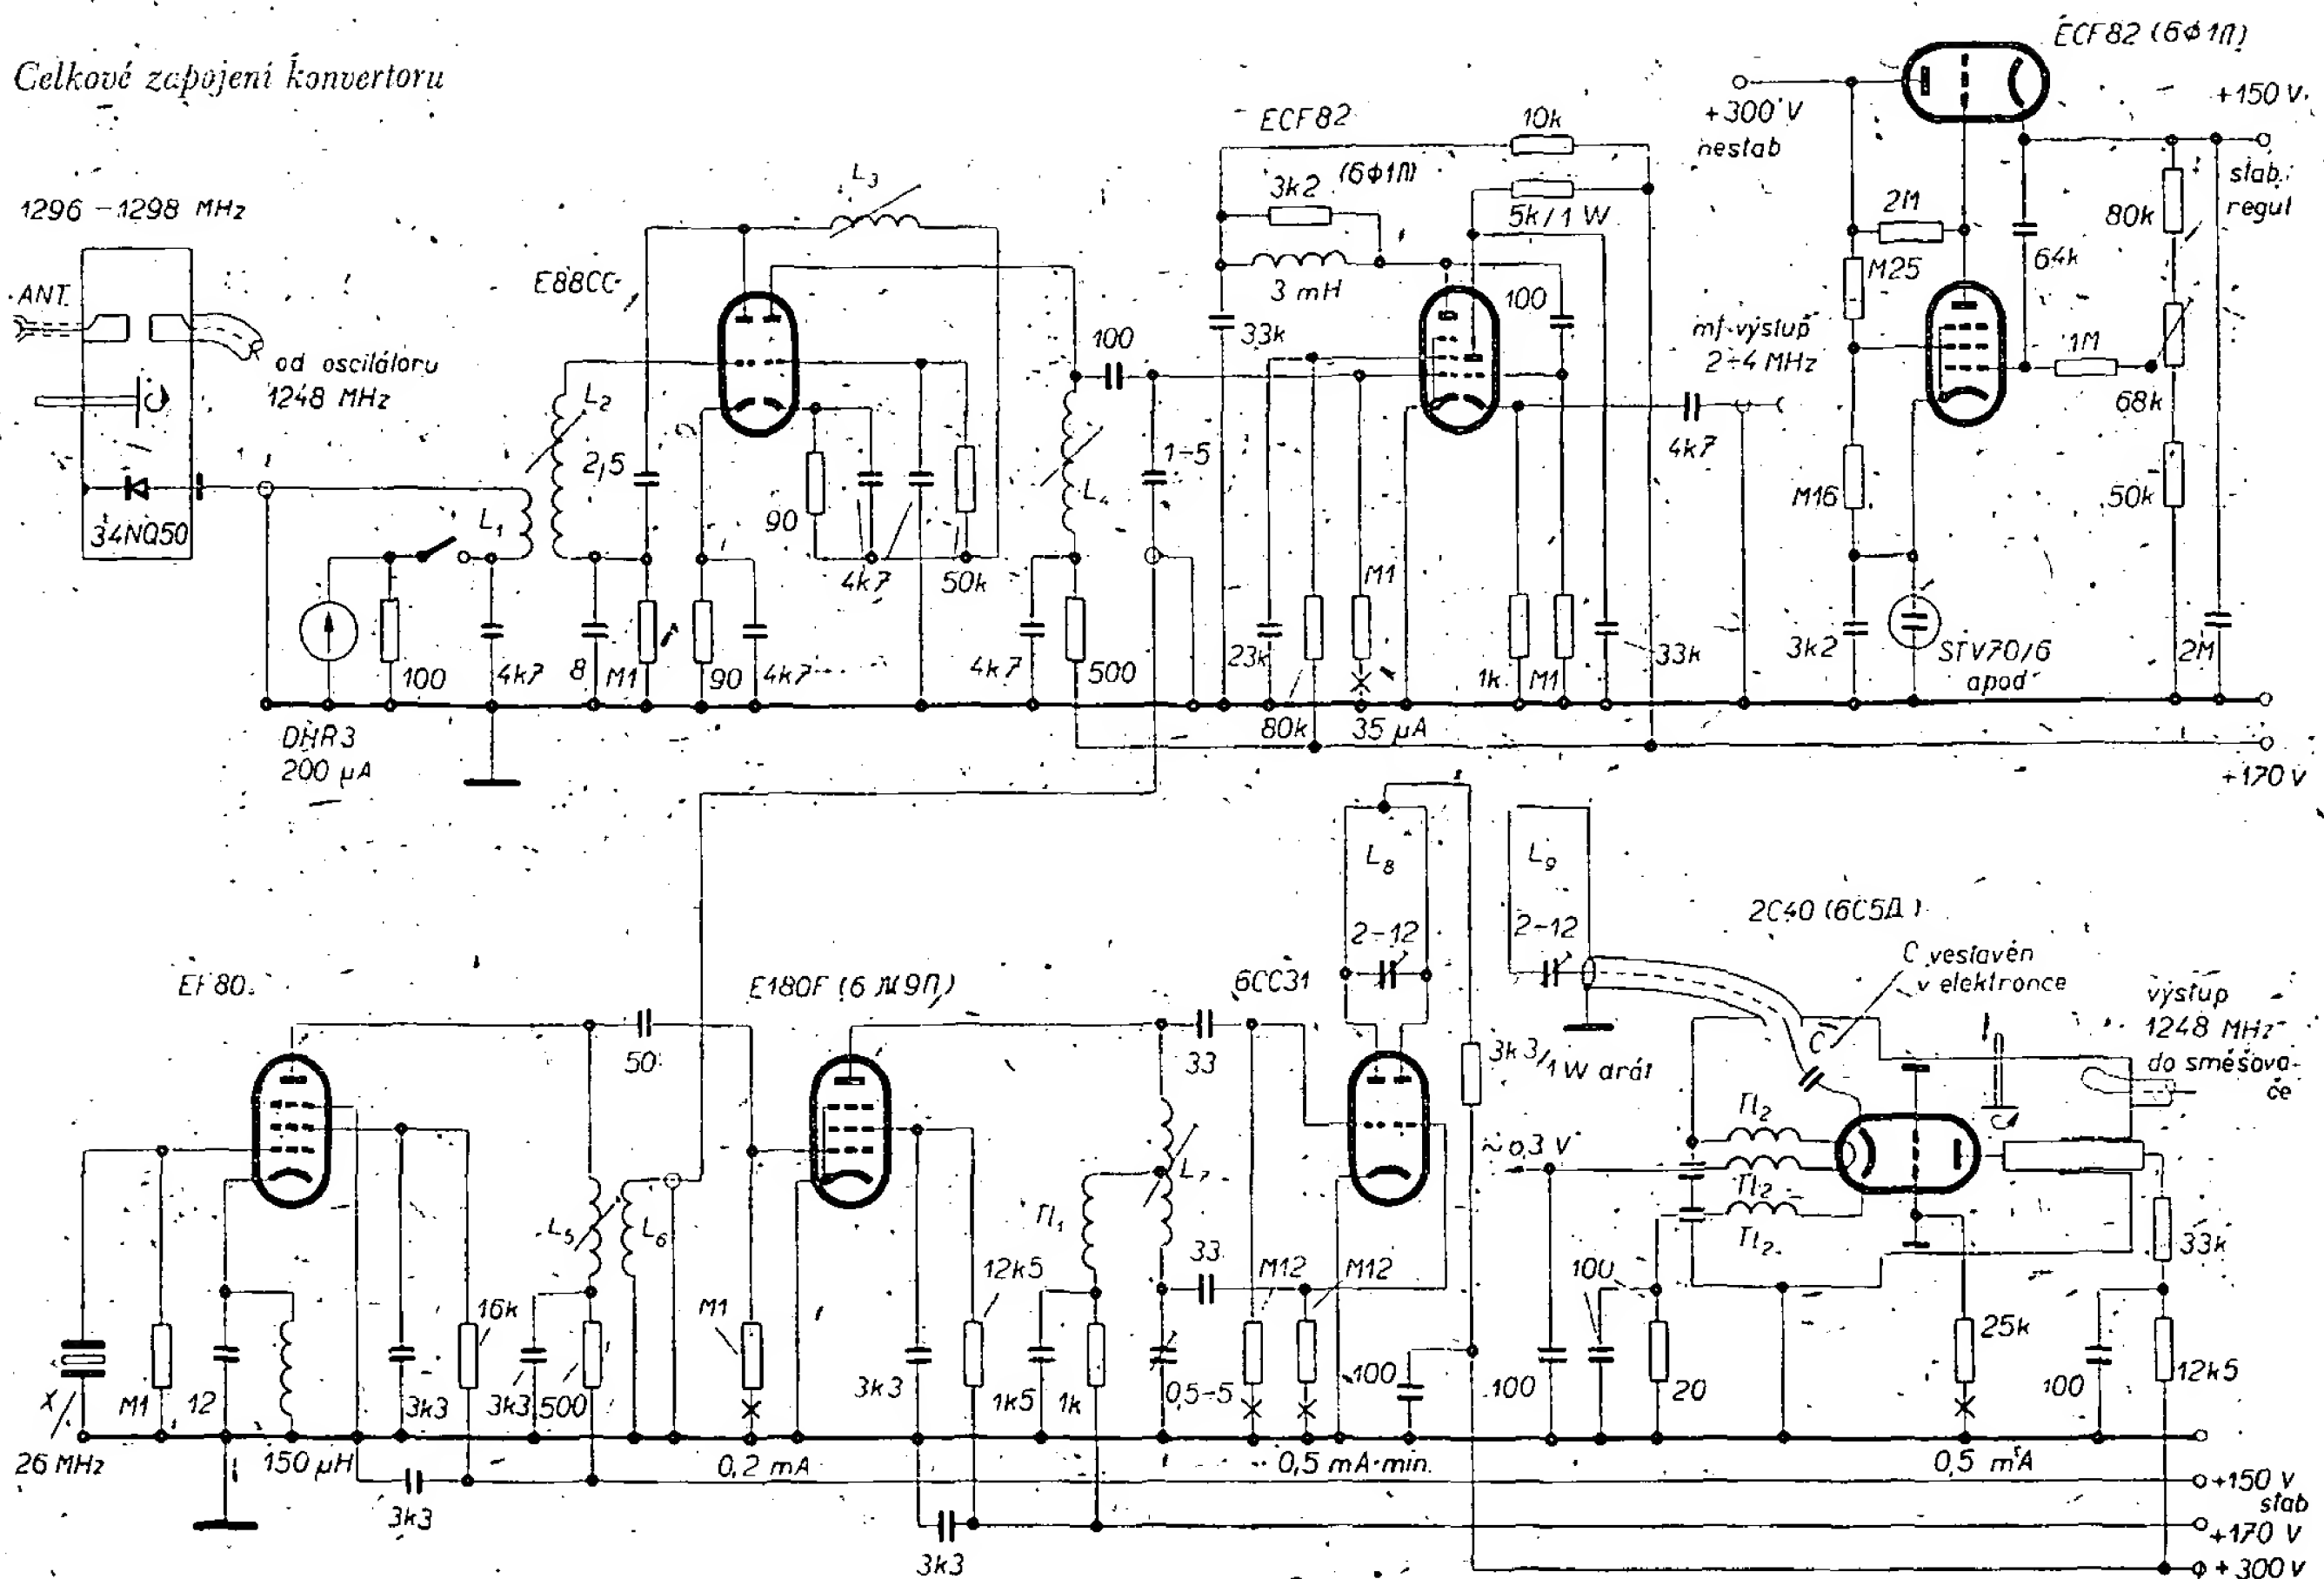 Celkové zapojení konvertoru
1296 – 1298 MHz
ANT.
od oscilátoru
1248 MHz
34NQ50
L1
L2
L3
E88CC
2,5
90
4k7
50k
100
1-5
L4
DHR3
200 µA
100
4k7
8
M1
90
4k7
4k7
500
ECF82
(6Ф1П)
10k
3k2
5k/1 W
3 mH
33k
100
M1
23k
80k
35 µA
1k
M1
33k
4k7
mf výstup
2÷4 MHz
ECF82 (6Ф1П)
+300 V
nestab
+150 V
stab.
regul
2M
M25
64k
80k
1M
68k
M16
50k
3k2
STV70/6
apod
2M
+170 V
EF80
E180F (6Ж9П)
6CC31
L8
2-12
L9
2-12
2C40 (6С5Д)
C vestavén
v elektronce
výstup
1248 MHz
do směšova-
če
50
33
3k3/1W drát
C
Tl2
Tl2
Tl2
~0,3 V
L5
L6
Tl1
L7
33
12k5
M12
M12
100
33k
X
26 MHz
M1
12
150 µH
3k3
16k
3k3
500
M1
0,2 mA
3k3
1k5
1k
0,5-5
100
0,5 mA min.
100
20
25k
0,5 mA
100
12k5
3k3
3k3
+150 V
stab
+170 V
+300 V